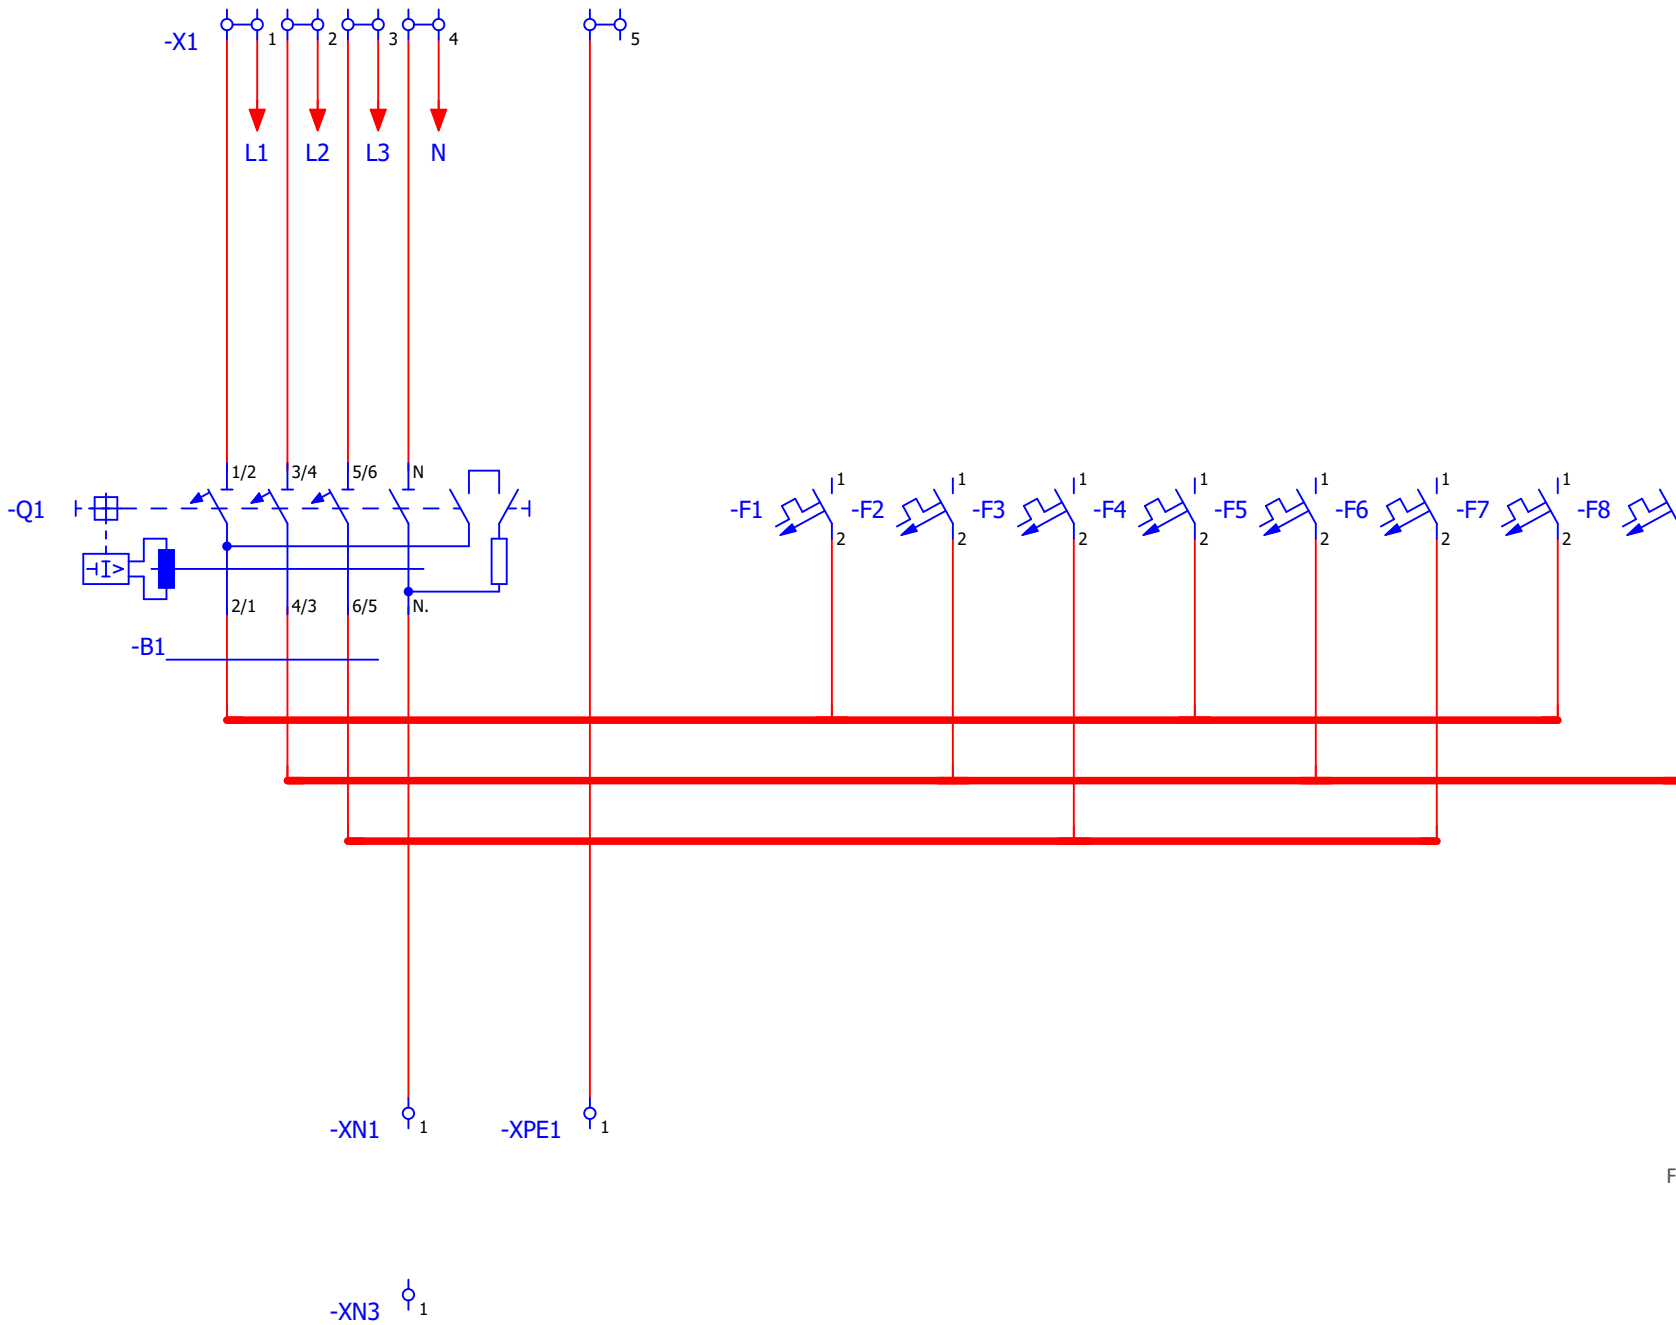 -X1 1 2 3 4 5
L1 L2 L3 N
-Q1 1/2 3/4 5/6 N
-F1 1 -F2 1 -F3 1 -F4 1 -F5 1 -F6 1 -F7 1 -F8
2 2 2 2 2 2 2
I >
2/1 4/3 6/5 N.
-B1
-XN1 1 -XPE1 1
F
-XN3 1